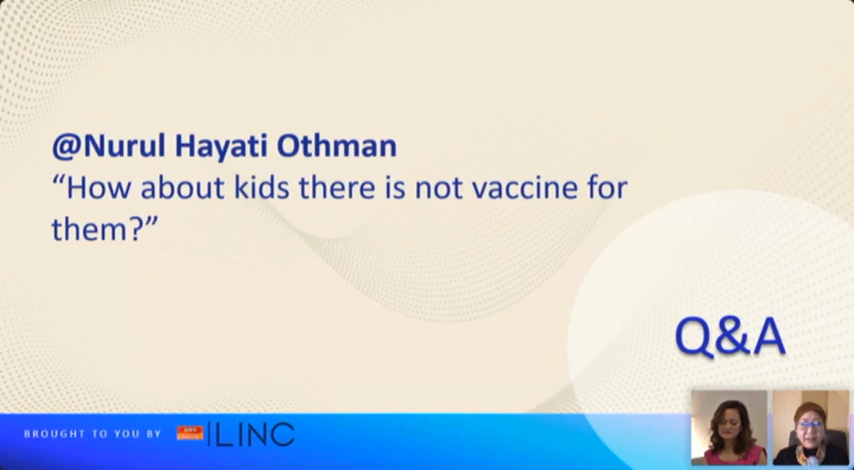 @Nurul Hayati Othman
“How about kids there is not vaccine for
them?”
Q&A
BROUGHT TO YOU BY
ILINC